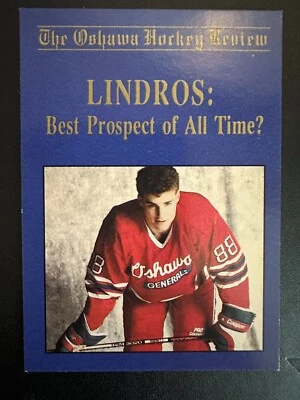 The Oshawa Hockey Review
LINDROS:
Best Prospect of All Time?
88
88
Oshawa
GENERALS